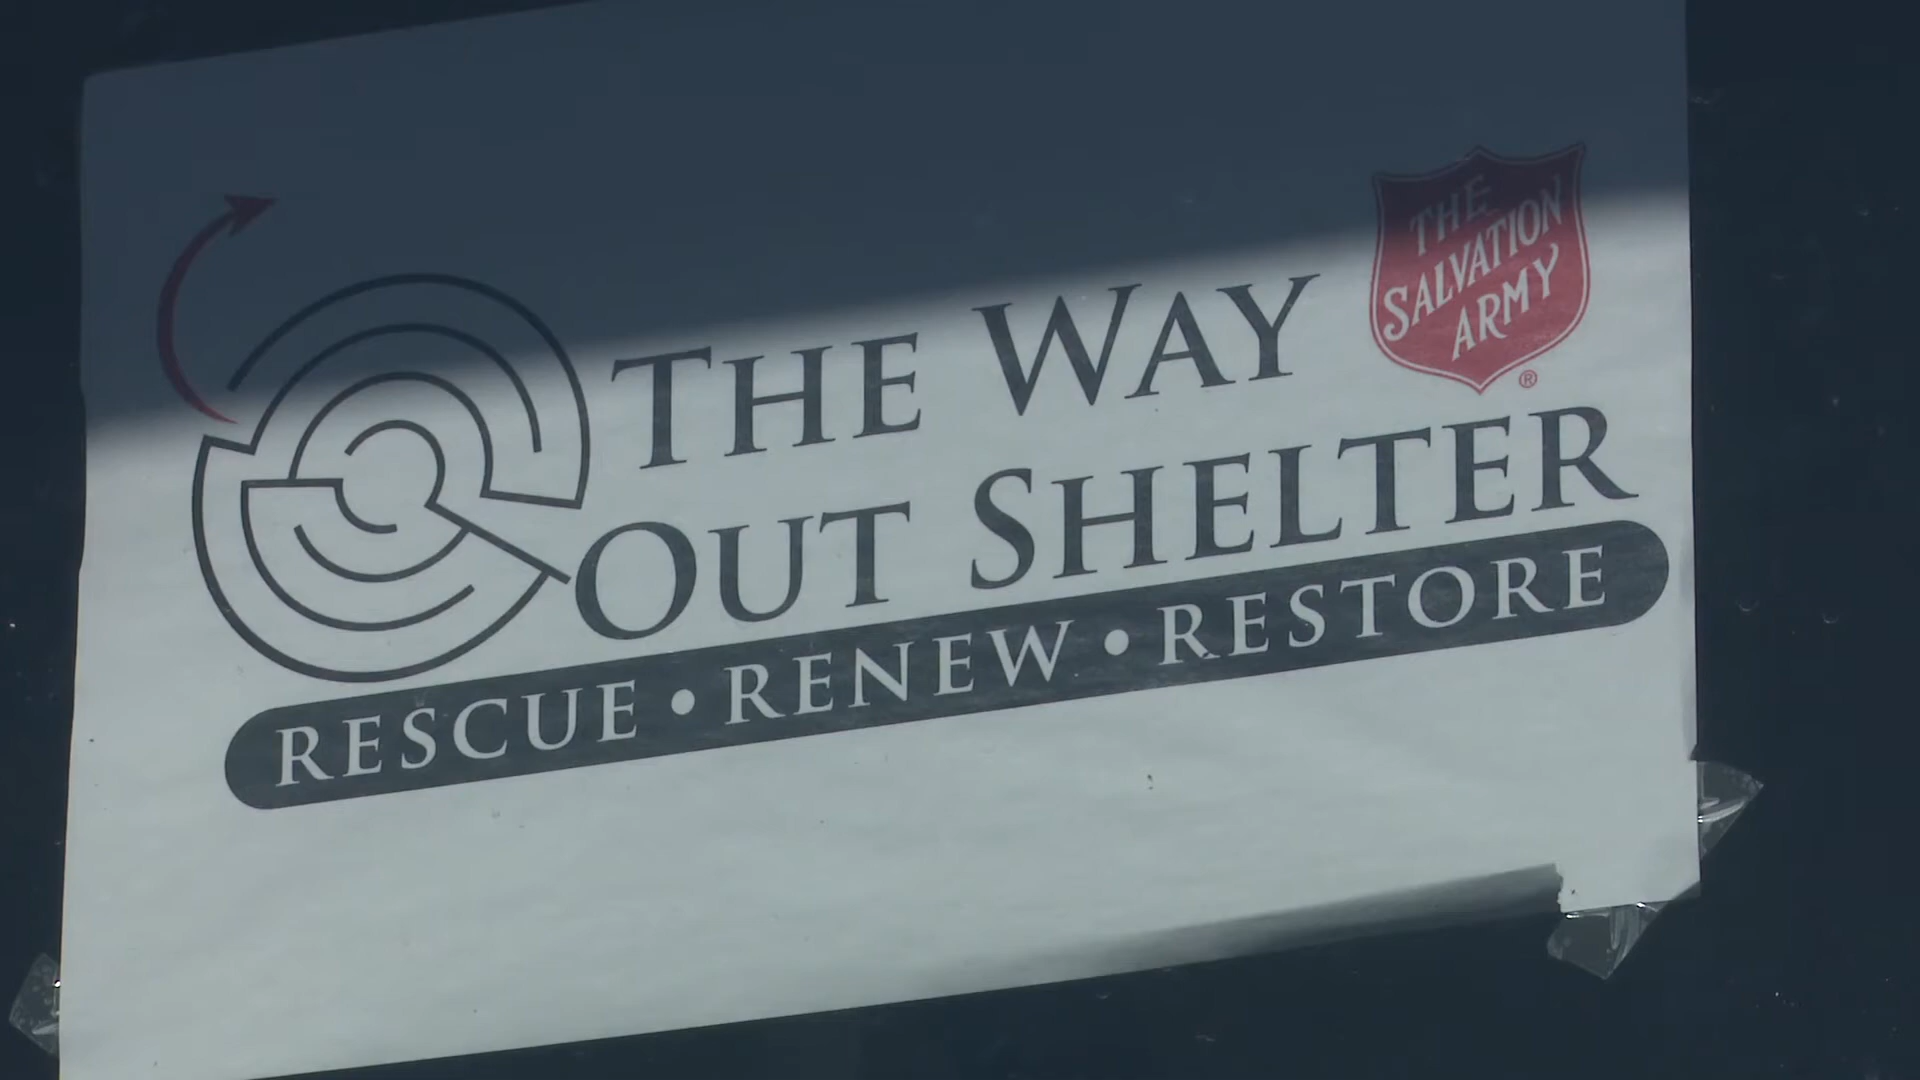 THE WAY
OUT SHELTER
RESCUE • RENEW • RESTORE
THE
SALVATION
ARMY
®